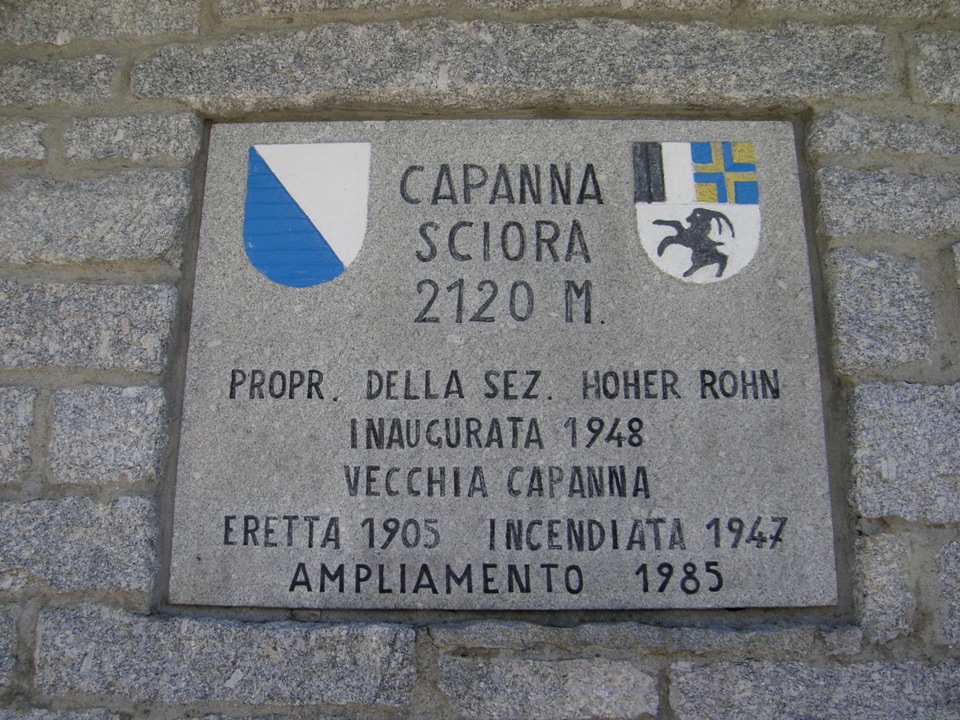 CAPANNA
SCIORA
2120 M.
PROPR. DELLA SEZ. HOHER ROHN
INAUGURATA 1948
VECCHIA CAPANNA
ERETTA 1905 INCENDIATA 1947
AMPLIAMENTO 1985